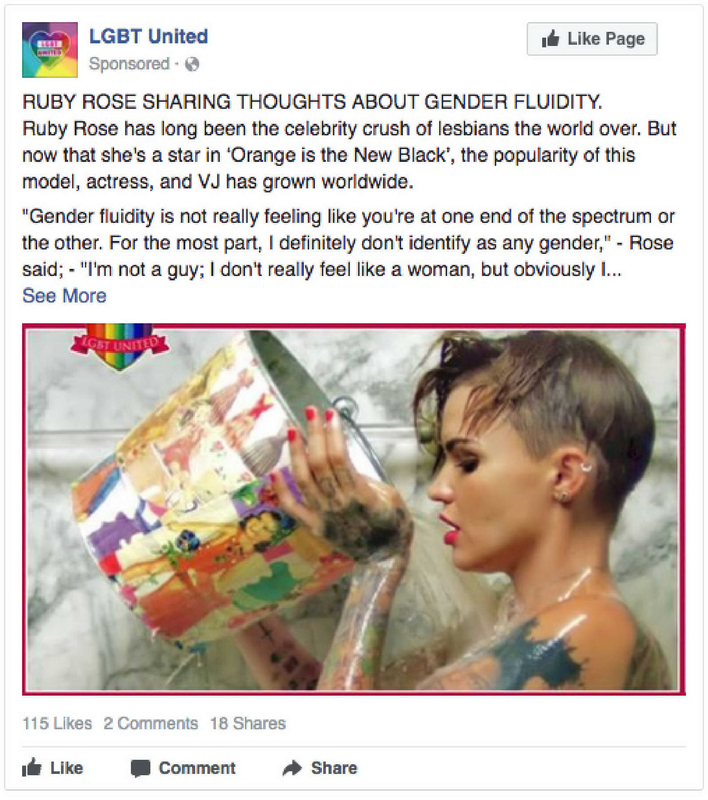 LGBT UNITED
LGBT United
Like Page
Sponsored ·
RUBY ROSE SHARING THOUGHTS ABOUT GENDER FLUIDITY.
Ruby Rose has long been the celebrity crush of lesbians the world over. But
now that she's a star in ‘Orange is the New Black’, the popularity of this
model, actress, and VJ has grown worldwide.
"Gender fluidity is not really feeling like you're at one end of the spectrum or
the other. For the most part, I definitely don't identify as any gender," - Rose
said; - "I'm not a guy; I don't really feel like a woman, but obviously I...
See More
LGBT UNITED
115 Likes 2 Comments 18 Shares
Like Comment Share